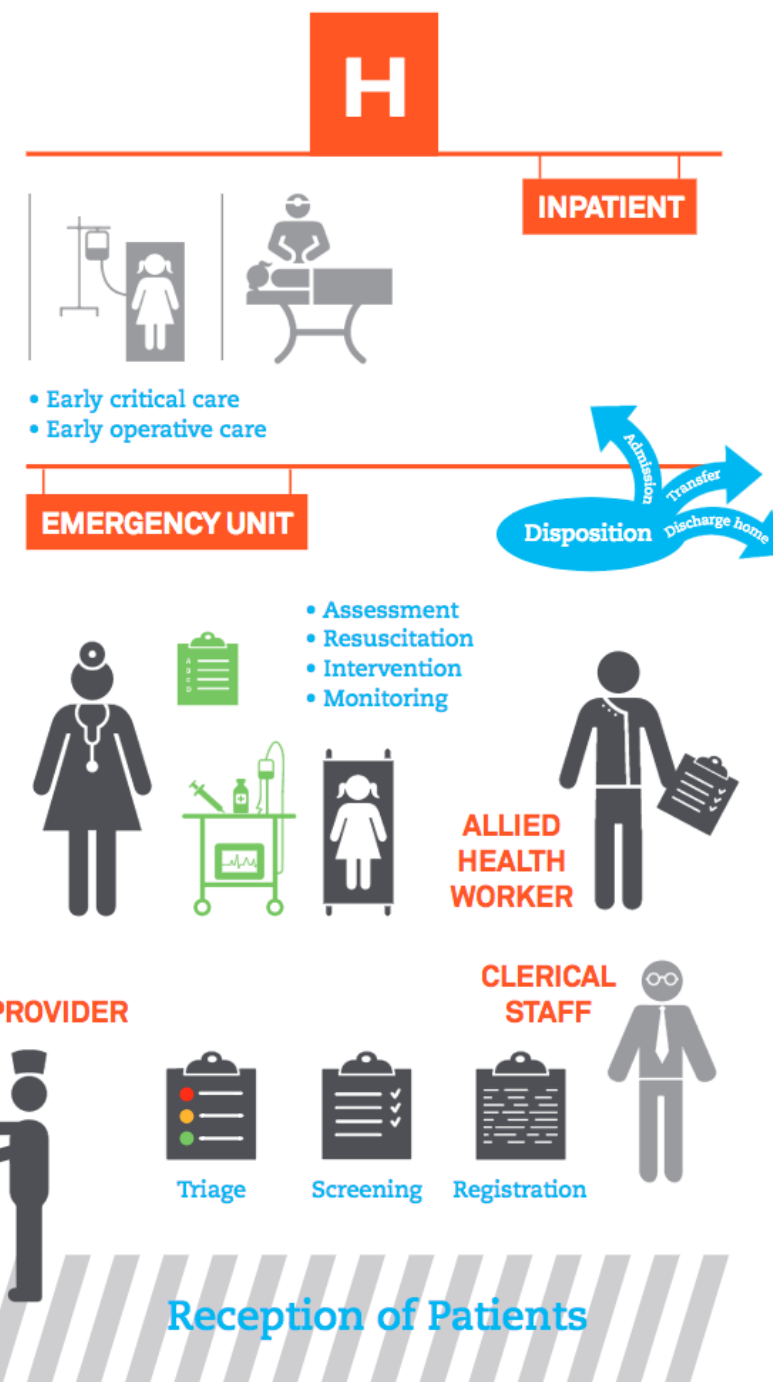 H
INPATIENT
• Early critical care
• Early operative care
Admission
Transfer
Discharge home
Disposition
EMERGENCY UNIT
• Assessment
• Resuscitation
• Intervention
• Monitoring
A
B
C
D
ALLIED
HEALTH
WORKER
CLERICAL
STAFF
PROVIDER
Triage
Screening
Registration
Reception of Patients